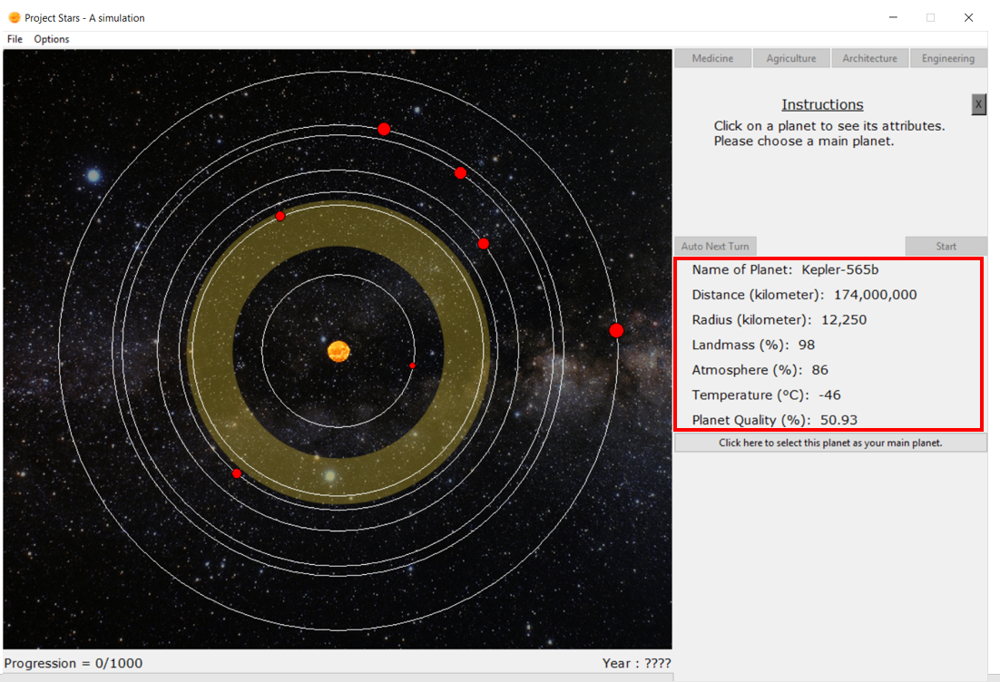 Project Stars - A simulation
File Options
Medicine Agriculture Architecture Engineering
Instructions X
Click on a planet to see its attributes.
Please choose a main planet.
Auto Next Turn Start
Name of Planet: Kepler-565b
Distance (kilometer): 174,000,000
Radius (kilometer): 12,250
Landmass (%): 98
Atmosphere (%): 86
Temperature (ºC): -46
Planet Quality (%): 50.93
Click here to select this planet as your main planet.
Progression = 0/1000 Year : ????